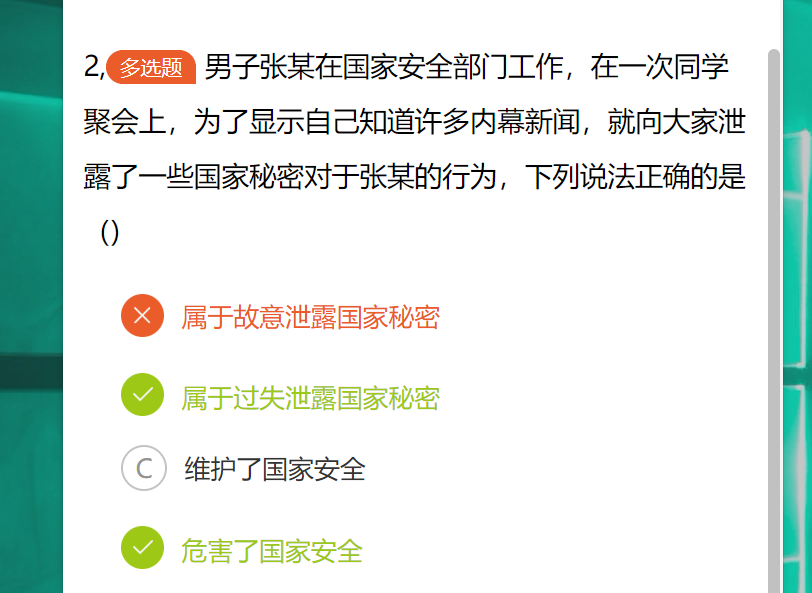 2,多选题 男子张某在国家安全部门工作，在一次同学
聚会上，为了显示自己知道许多内幕新闻，就向大家泄
露了一些国家秘密对于张某的行为，下列说法正确的是
（）
属于故意泄露国家秘密
属于过失泄露国家秘密
C 维护了国家安全
危害了国家安全